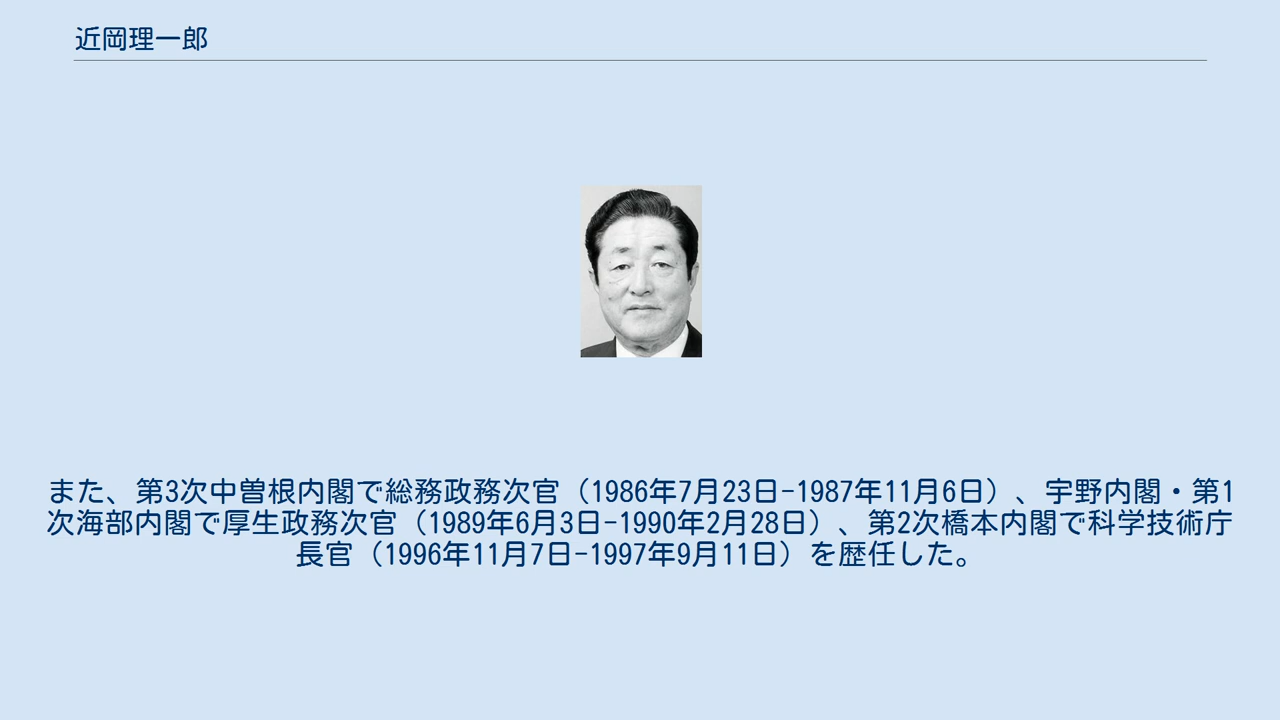 近岡理一郎
また、第3次中曽根内閣で総務政務次官（1986年7月23日-1987年11月6日）、宇野内閣・第1
次海部内閣で厚生政務次官（1989年6月3日-1990年2月28日）、第2次橋本内閣で科学技術庁
長官（1996年11月7日-1997年9月11日）を歴任した。